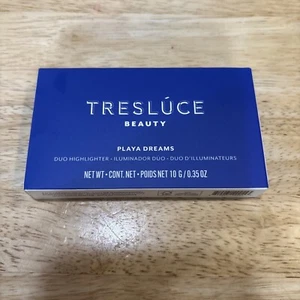 TRESLÚCE
BEAUTY
PLAYA DREAMS
DUO HIGHLIGHTER • ILUMINADOR DUO • DUO D'ILLUMINATEURS
NET WT • CONT. NET • POIDS NET 10 G / 0.35 OZ